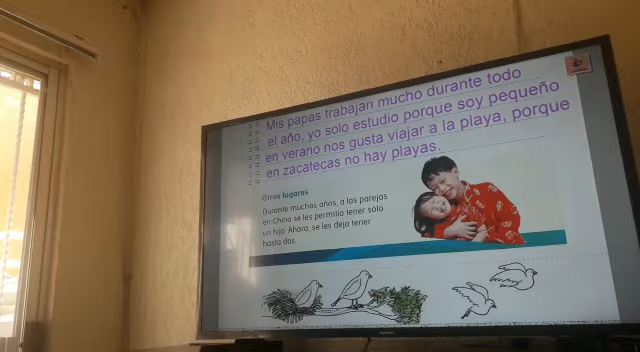 Mis papas trabajan mucho durante todo
el año, yo solo estudio porque soy pequeño
en verano nos gusta viajar a la playa, porque
en zacatecas no hay playas.
Otros lugares
Durante muchos años, a las parejas
en China se les permitía tener sólo
un hijo. Ahora, se les deja tener
hasta dos.